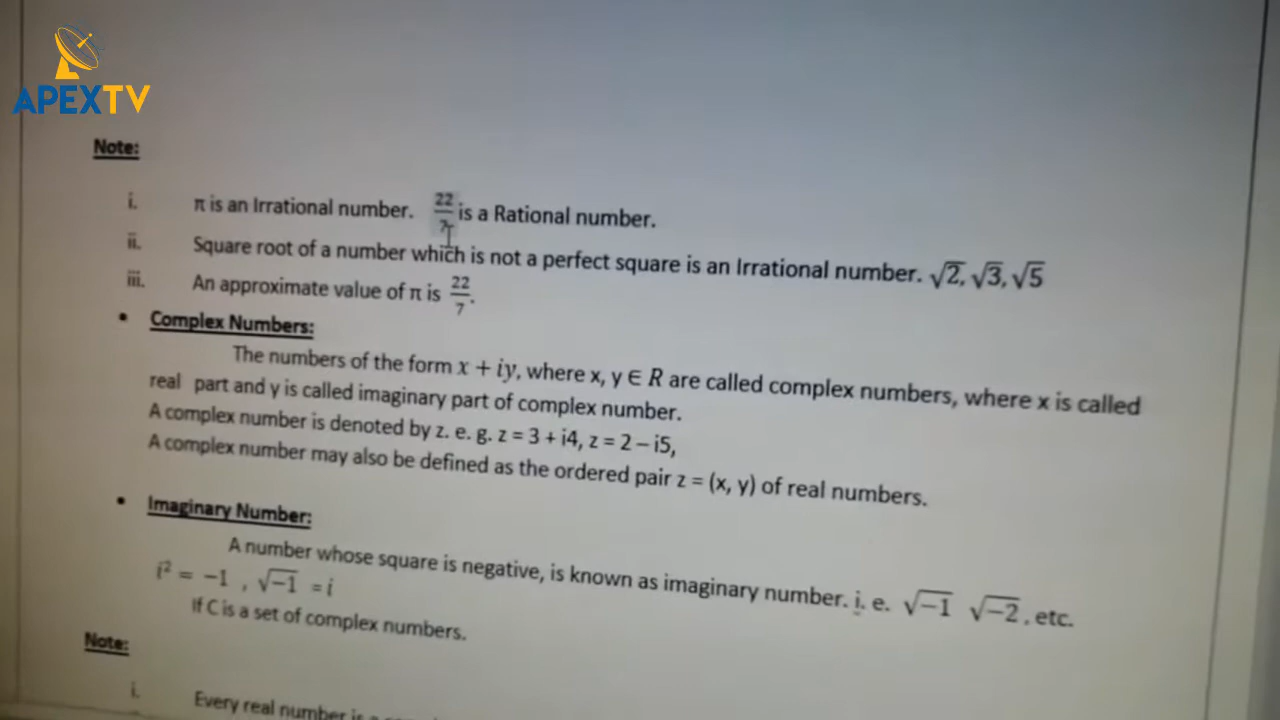 APEXTV
Note:
i. π is an Irrational number. 22/7 is a Rational number.
ii. Square root of a number which is not a perfect square is an Irrational number. √2, √3, √5
iii. An approximate value of π is 22/7.
• Complex Numbers:
The numbers of the form x + iy, where x, y ∈ R are called complex numbers, where x is called
real part and y is called imaginary part of complex number.
A complex number is denoted by z. e. g. z = 3 + i4, z = 2 – i5,
A complex number may also be defined as the ordered pair z = (x, y) of real numbers.
• Imaginary Number:
A number whose square is negative, is known as imaginary number. i. e. √−1 √−2, etc.
i² = −1 , √−1 = i
If C is a set of complex numbers.
Note:
i. Every real number is a